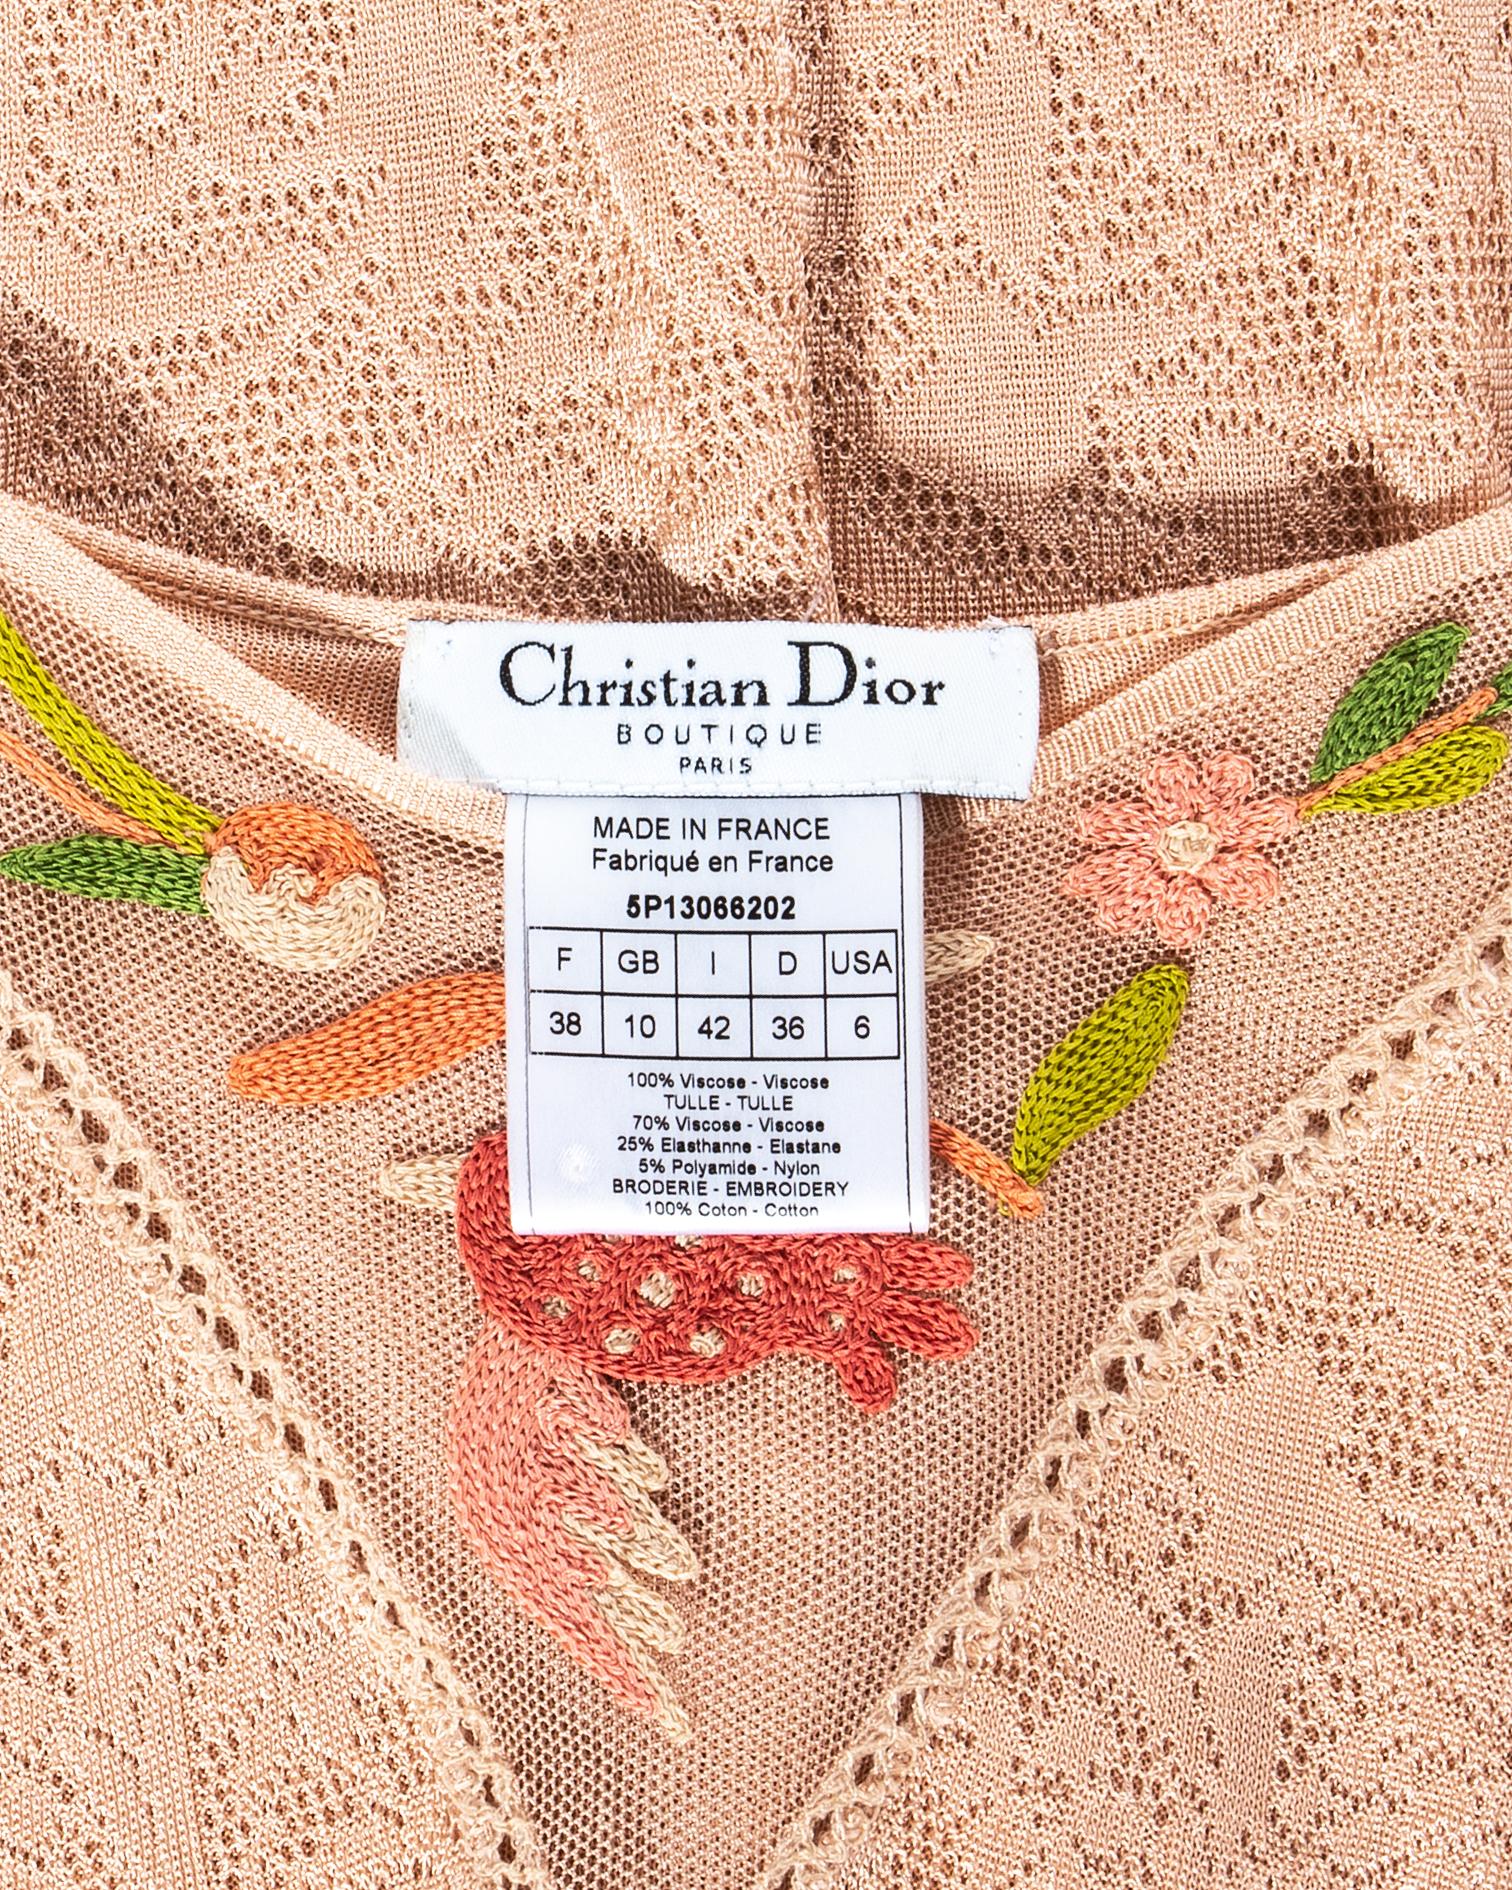 Christian Dior
BOUTIQUE
PARIS
MADE IN FRANCE
Fabriqué en France
5P13066202
F GB I D USA
38 10 42 36 6
100% Viscose - Viscose
TULLE - TULLE
70% Viscose - Viscose
25% Elasthanne - Elastane
5% Polyamide - Nylon
BRODERIE - EMBROIDERY
100% Coton - Cotton